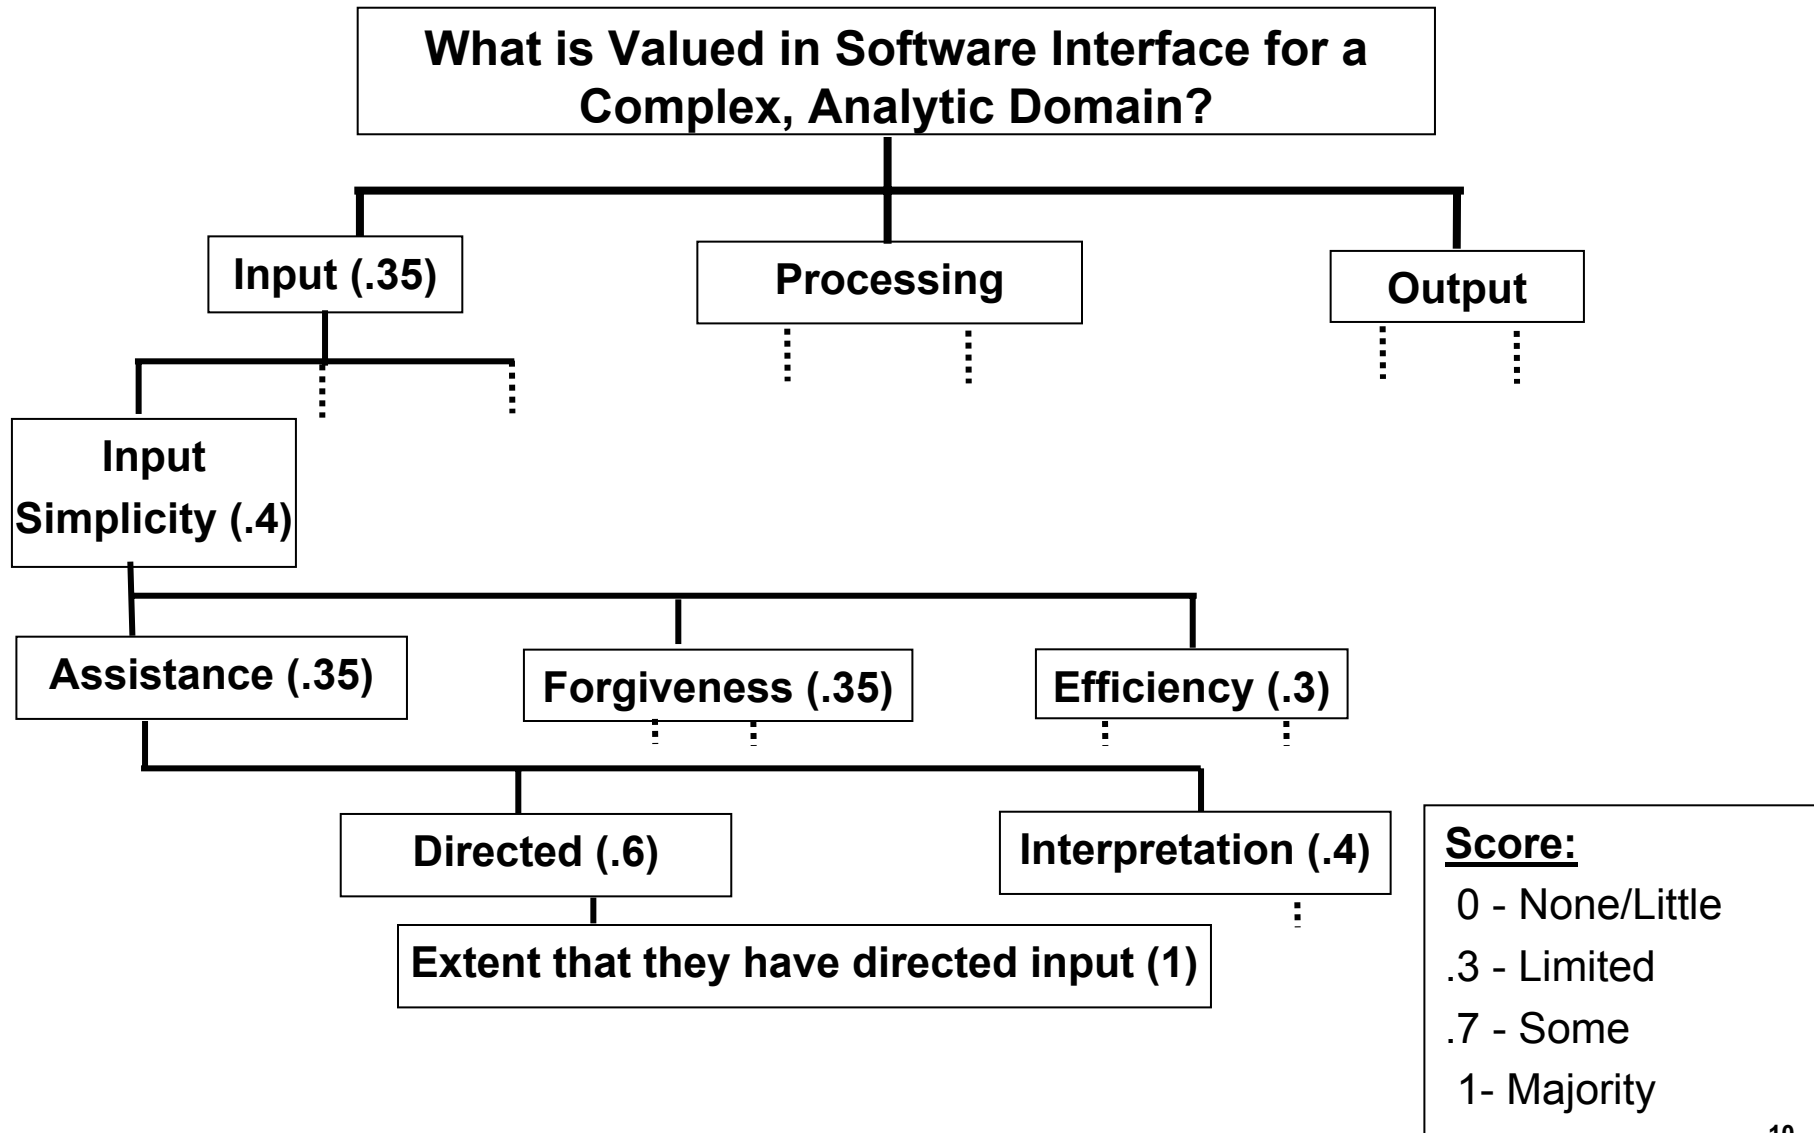 What is Valued in Software Interface for a
Complex, Analytic Domain?
Input (.35)
Processing
Output
Input
Simplicity (.4)
Assistance (.35)
Forgiveness (.35)
Efficiency (.3)
Directed (.6)
Interpretation (.4)
Extent that they have directed input (1)
Score:
0 - None/Little
.3 - Limited
.7 - Some
1- Majority